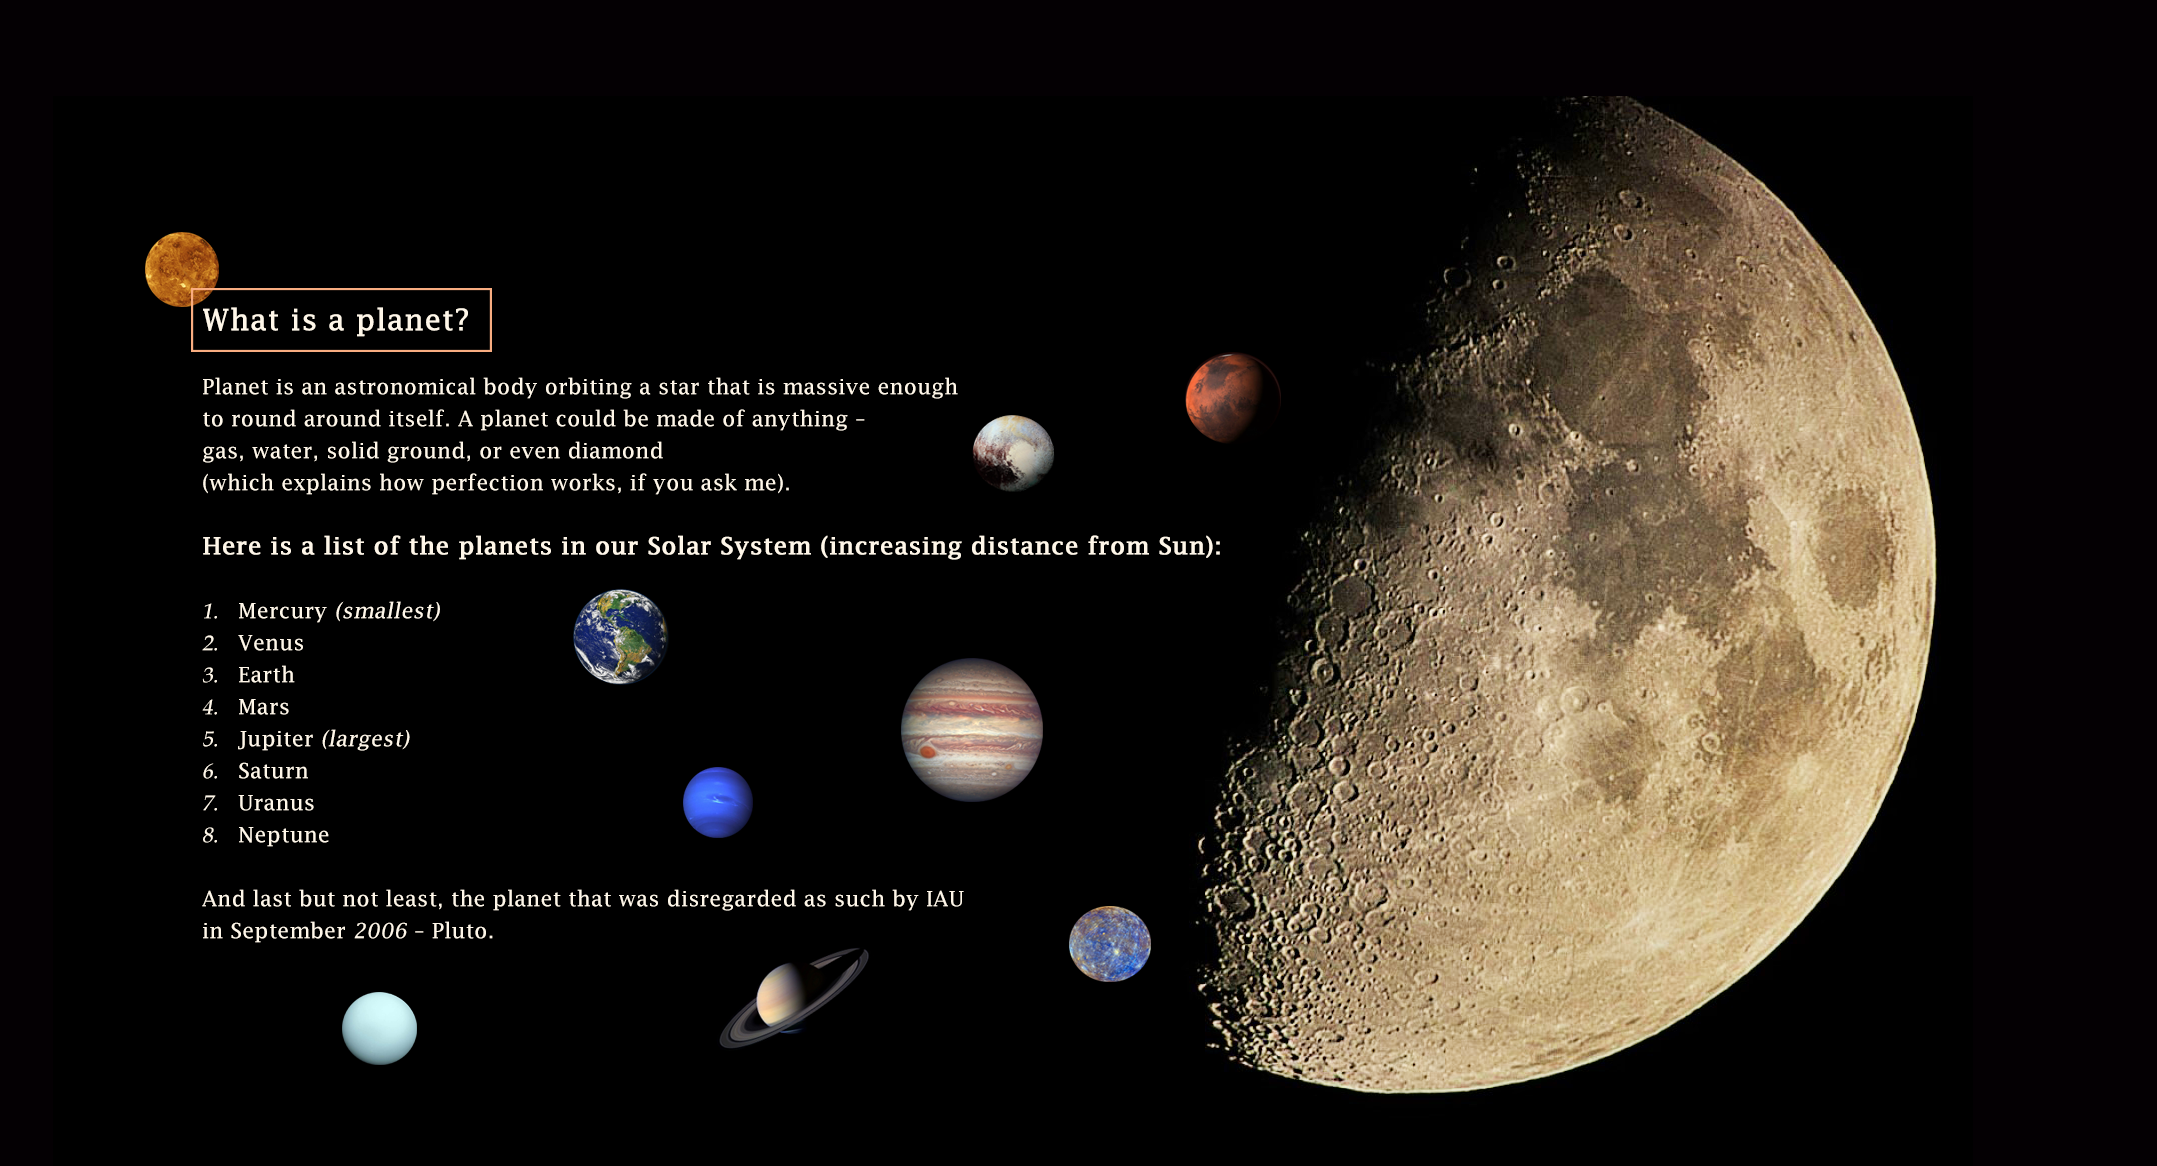 What is a planet?
Planet is an astronomical body orbiting a star that is massive enough
to round around itself. A planet could be made of anything –
gas, water, solid ground, or even diamond
(which explains how perfection works, if you ask me).
Here is a list of the planets in our Solar System (increasing distance from Sun):
1. Mercury (smallest)
2. Venus
3. Earth
4. Mars
5. Jupiter (largest)
6. Saturn
7. Uranus
8. Neptune
And last but not least, the planet that was disregarded as such by IAU
in September 2006 – Pluto.